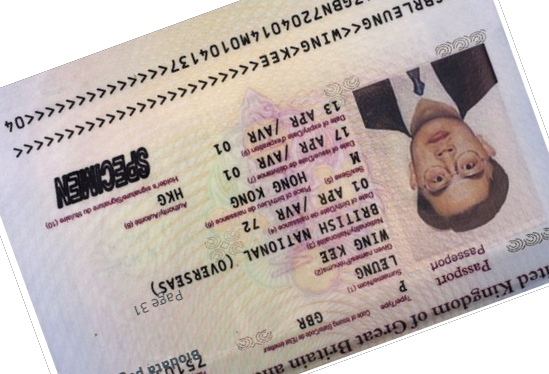 ted Kingdom of Great Britain an
Passport
Passeport
Type/Type
Code of Issuing State/Code de l'Etat émetteur
P
GBR
Surname/Nom (1)
LEUNG
Given names/Prénoms (2)
WING KEE
Nationality/Nationalité (3)
BRITISH NATIONAL (OVERSEAS)
Date of birth/Date de naissance (4)
01 APR /AVR 72
Sex/Sexe (5)
Place of birth/Lieu de naissance (6)
M
HONG KONG
Date of issue/Date de délivrance (7)
Authority/Autorité (8)
17 APR /AVR 01
HKG
Date of expiry/Date d'expiration (9)
Holder's signature/Signature du titulaire (10)
13 APR /AVR 01
SPECIMEN
Page 31
Biodata p
GBRLEUNG<<WING<KEE<<<<<<<<<<<<<<<<<<
7GBN7204014M0104137<<<<<<<<<<<<<<04